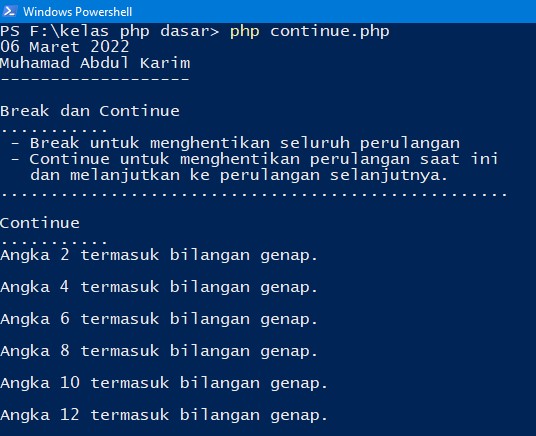 Windows Powershell
PS F:\kelas php dasar> php continue.php
06 Maret 2022
Muhamad Abdul Karim
-------------------
Break dan Continue
...........
- Break untuk menghentikan seluruh perulangan
- Continue untuk menghentikan perulangan saat ini
dan melanjutkan ke perulangan selanjutnya.
...................................................
Continue
...........
Angka 2 termasuk bilangan genap.
Angka 4 termasuk bilangan genap.
Angka 6 termasuk bilangan genap.
Angka 8 termasuk bilangan genap.
Angka 10 termasuk bilangan genap.
Angka 12 termasuk bilangan genap.